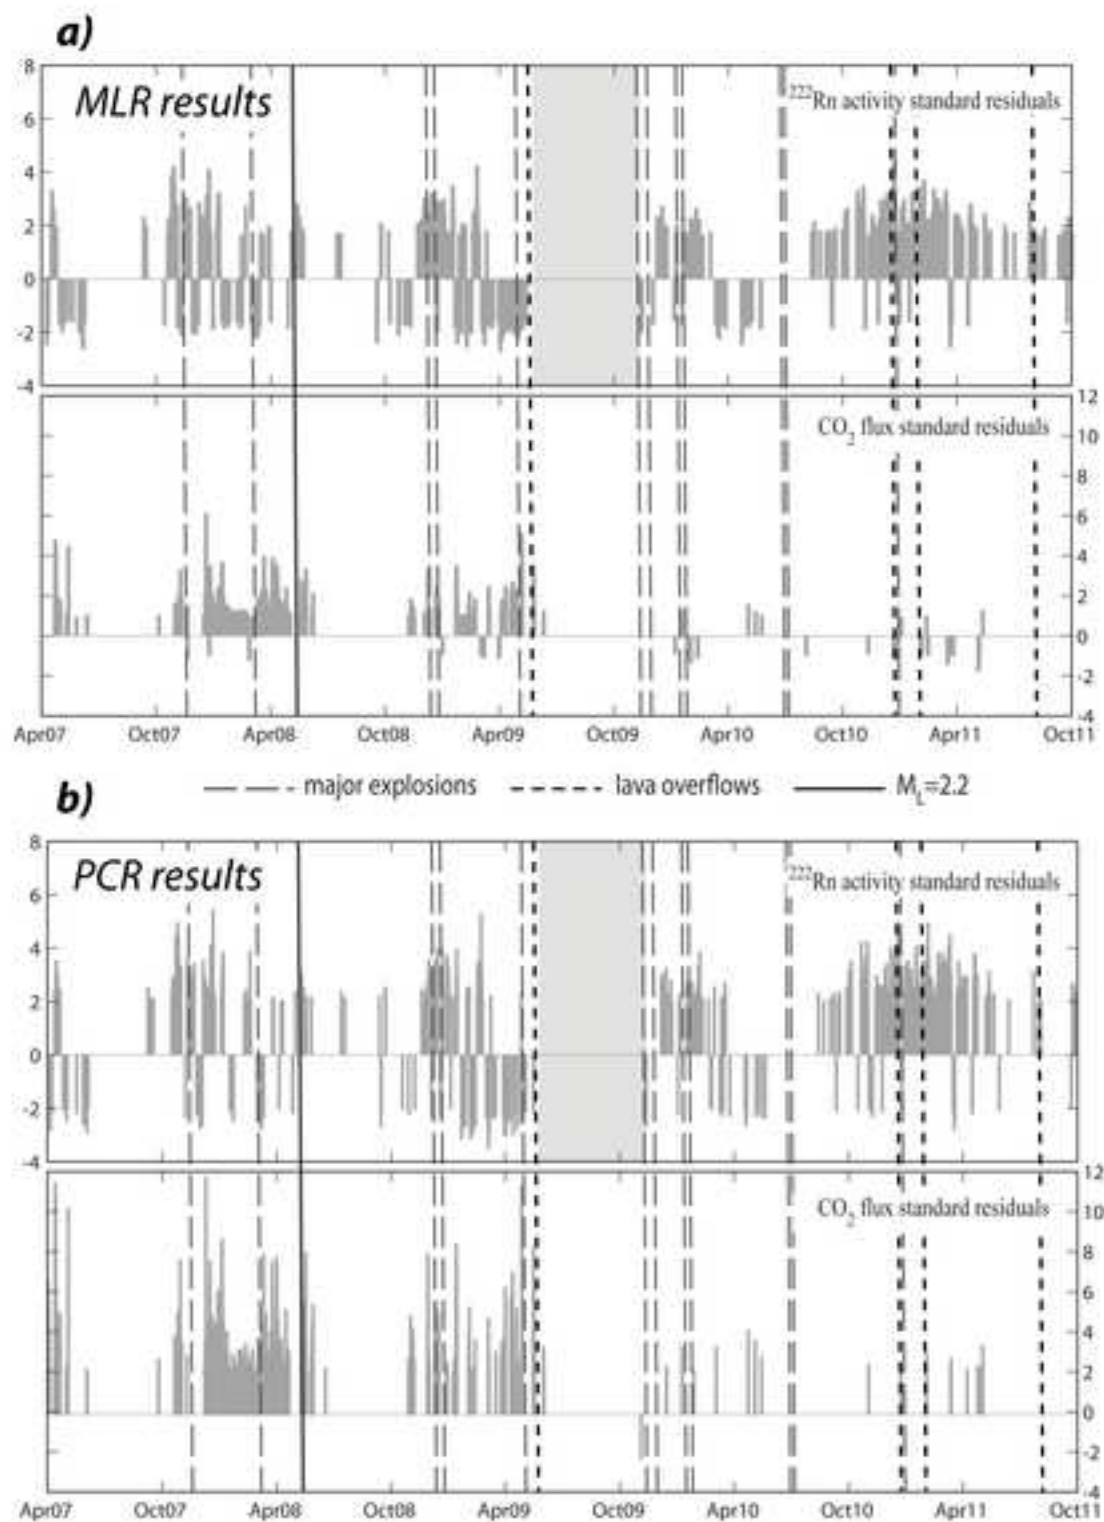 a)
8
MLR results
²²²Rn activity standard residuals
6
4
2
0
-2
-4
12
CO₂ flux standard residuals
10
8
6
4
2
0
-2
-4
Apr07 Oct07 Apr08 Oct08 Apr09 Oct09 Apr10 Oct10 Apr11 Oct11
major explosions lava overflows M_L=2.2
b)
8
PCR results
²²²Rn activity standard residuals
6
4
2
0
-2
-4
12
CO₂ flux standard residuals
10
8
6
4
2
0
-2
-4
Apr07 Oct07 Apr08 Oct08 Apr09 Oct09 Apr10 Oct10 Apr11 Oct11